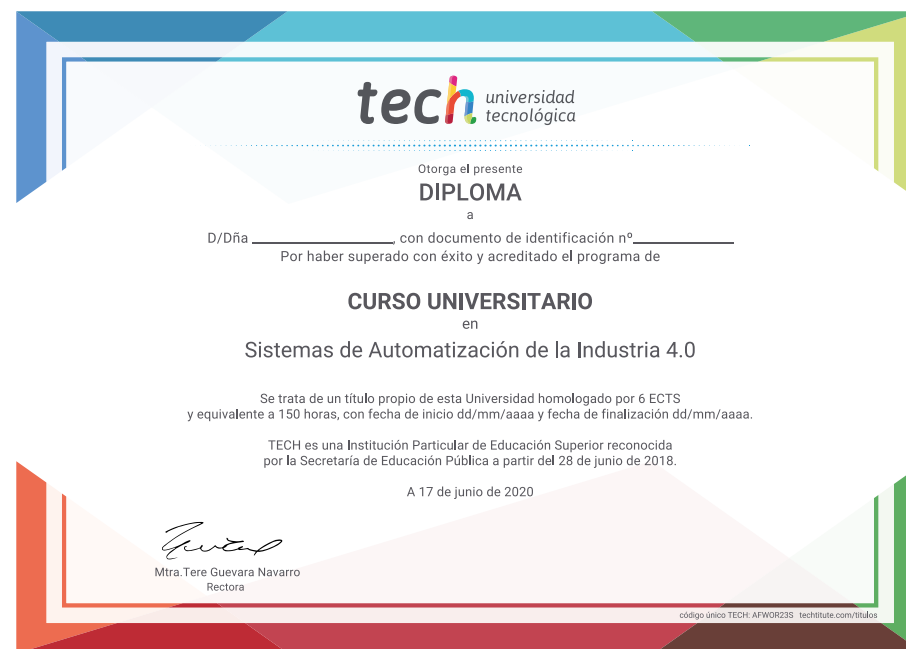 tech universidad
tecnológica
Otorga el presente
DIPLOMA
a
D/Dña ____________________, con documento de identificación nº______________
Por haber superado con éxito y acreditado el programa de
CURSO UNIVERSITARIO
en
Sistemas de Automatización de la Industria 4.0
Se trata de un título propio de esta Universidad homologado por 6 ECTS
y equivalente a 150 horas, con fecha de inicio dd/mm/aaaa y fecha de finalización dd/mm/aaaa.
TECH es una Institución Particular de Educación Superior reconocida
por la Secretaría de Educación Pública a partir del 28 de junio de 2018.
A 17 de junio de 2020
Mtra.Tere Guevara Navarro
Rectora
código único TECH: AFWOR23S techtitute.com/titulos